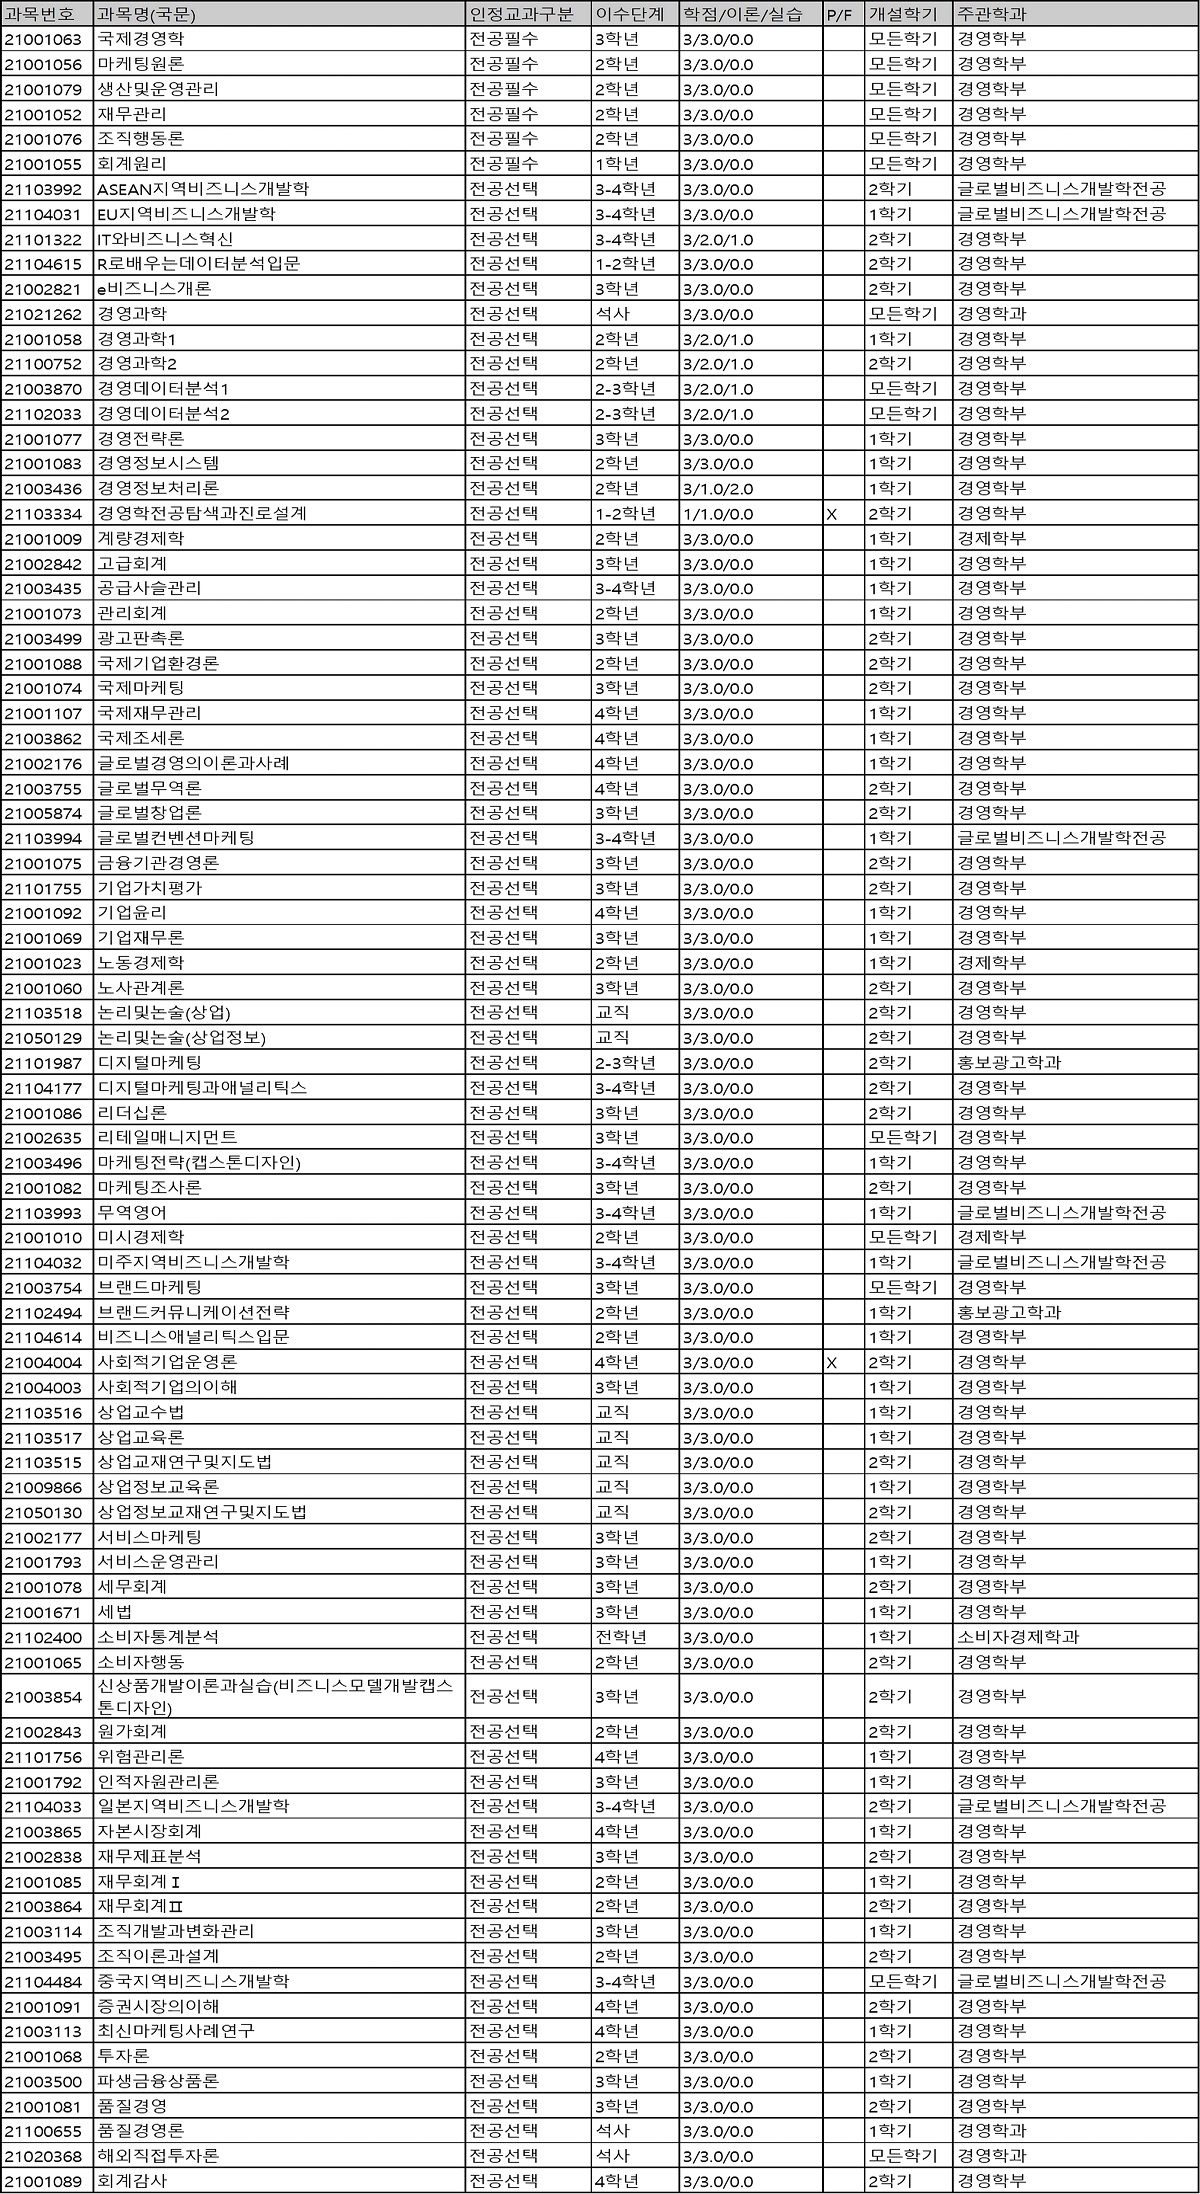 과목번호 과목명(국문) 인정교과구분 이수단계 학점/이론/실습 P/F 개설학기 주관학과
21001063 국제경영학 전공필수 3학년 3/3.0/0.0 모든학기 경영학부
21001056 마케팅원론 전공필수 2학년 3/3.0/0.0 모든학기 경영학부
21001079 생산및운영관리 전공필수 2학년 3/3.0/0.0 모든학기 경영학부
21001052 재무관리 전공필수 2학년 3/3.0/0.0 모든학기 경영학부
21001076 조직행동론 전공필수 2학년 3/3.0/0.0 모든학기 경영학부
21001055 회계원리 전공필수 1학년 3/3.0/0.0 모든학기 경영학부
21103992 ASEAN지역비즈니스개발학 전공선택 3-4학년 3/3.0/0.0 2학기 글로벌비즈니스개발학전공
21104031 EU지역비즈니스개발학 전공선택 3-4학년 3/3.0/0.0 1학기 글로벌비즈니스개발학전공
21101322 IT와비즈니스혁신 전공선택 3-4학년 3/2.0/1.0 2학기 경영학부
21104615 R로배우는데이터분석입문 전공선택 1-2학년 3/3.0/0.0 2학기 경영학부
21002821 e비즈니스개론 전공선택 3학년 3/3.0/0.0 2학기 경영학부
21021262 경영과학 전공선택 석사 3/3.0/0.0 모든학기 경영학과
21001058 경영과학1 전공선택 2학년 3/2.0/1.0 1학기 경영학부
21100752 경영과학2 전공선택 2학년 3/2.0/1.0 2학기 경영학부
21003870 경영데이터분석1 전공선택 2-3학년 3/2.0/1.0 모든학기 경영학부
21102033 경영데이터분석2 전공선택 2-3학년 3/2.0/1.0 모든학기 경영학부
21001077 경영전략론 전공선택 3학년 3/3.0/0.0 1학기 경영학부
21001083 경영정보시스템 전공선택 2학년 3/3.0/0.0 1학기 경영학부
21003436 경영정보처리론 전공선택 2학년 3/1.0/2.0 1학기 경영학부
21103334 경영학전공탐색과진로설계 전공선택 1-2학년 1/1.0/0.0 X 2학기 경영학부
21001009 계량경제학 전공선택 2학년 3/3.0/0.0 1학기 경제학부
21002842 고급회계 전공선택 3학년 3/3.0/0.0 1학기 경영학부
21003435 공급사슬관리 전공선택 3-4학년 3/3.0/0.0 1학기 경영학부
21001073 관리회계 전공선택 2학년 3/3.0/0.0 1학기 경영학부
21003499 광고판촉론 전공선택 3학년 3/3.0/0.0 2학기 경영학부
21001088 국제기업환경론 전공선택 2학년 3/3.0/0.0 2학기 경영학부
21001074 국제마케팅 전공선택 3학년 3/3.0/0.0 2학기 경영학부
21001107 국제재무관리 전공선택 4학년 3/3.0/0.0 1학기 경영학부
21003862 국제조세론 전공선택 4학년 3/3.0/0.0 1학기 경영학부
21002176 글로벌경영의이론과사례 전공선택 4학년 3/3.0/0.0 1학기 경영학부
21003755 글로벌무역론 전공선택 4학년 3/3.0/0.0 2학기 경영학부
21005874 글로벌창업론 전공선택 3학년 3/3.0/0.0 2학기 경영학부
21103994 글로벌컨벤션마케팅 전공선택 3-4학년 3/3.0/0.0 1학기 글로벌비즈니스개발학전공
21001075 금융기관경영론 전공선택 3학년 3/3.0/0.0 2학기 경영학부
21101755 기업가치평가 전공선택 3학년 3/3.0/0.0 2학기 경영학부
21001092 기업윤리 전공선택 4학년 3/3.0/0.0 1학기 경영학부
21001069 기업재무론 전공선택 3학년 3/3.0/0.0 1학기 경영학부
21001023 노동경제학 전공선택 2학년 3/3.0/0.0 1학기 경제학부
21001060 노사관계론 전공선택 3학년 3/3.0/0.0 2학기 경영학부
21103518 논리및논술(상업) 전공선택 교직 3/3.0/0.0 2학기 경영학부
21050129 논리및논술(상업정보) 전공선택 교직 3/3.0/0.0 2학기 경영학부
21101987 디지털마케팅 전공선택 2-3학년 3/3.0/0.0 2학기 홍보광고학과
21104177 디지털마케팅과애널리틱스 전공선택 3-4학년 3/3.0/0.0 2학기 경영학부
21001086 리더십론 전공선택 3학년 3/3.0/0.0 2학기 경영학부
21002635 리테일매니지먼트 전공선택 3학년 3/3.0/0.0 모든학기 경영학부
21003496 마케팅전략(캡스톤디자인) 전공선택 3-4학년 3/3.0/0.0 1학기 경영학부
21001082 마케팅조사론 전공선택 3학년 3/3.0/0.0 2학기 경영학부
21103993 무역영어 전공선택 3-4학년 3/3.0/0.0 1학기 글로벌비즈니스개발학전공
21001010 미시경제학 전공선택 2학년 3/3.0/0.0 모든학기 경제학부
21104032 미주지역비즈니스개발학 전공선택 3-4학년 3/3.0/0.0 1학기 글로벌비즈니스개발학전공
21003754 브랜드마케팅 전공선택 3학년 3/3.0/0.0 모든학기 경영학부
21102494 브랜드커뮤니케이션전략 전공선택 2학년 3/3.0/0.0 1학기 홍보광고학과
21104614 비즈니스애널리틱스입문 전공선택 2학년 3/3.0/0.0 1학기 경영학부
21004004 사회적기업운영론 전공선택 4학년 3/3.0/0.0 X 2학기 경영학부
21004003 사회적기업의이해 전공선택 3학년 3/3.0/0.0 1학기 경영학부
21103516 상업교수법 전공선택 교직 3/3.0/0.0 1학기 경영학부
21103517 상업교육론 전공선택 교직 3/3.0/0.0 1학기 경영학부
21103515 상업교재연구및지도법 전공선택 교직 3/3.0/0.0 2학기 경영학부
21009866 상업정보교육론 전공선택 교직 3/3.0/0.0 1학기 경영학부
21050130 상업정보교재연구및지도법 전공선택 교직 3/3.0/0.0 2학기 경영학부
21002177 서비스마케팅 전공선택 3학년 3/3.0/0.0 2학기 경영학부
21001793 서비스운영관리 전공선택 3학년 3/3.0/0.0 1학기 경영학부
21001078 세무회계 전공선택 3학년 3/3.0/0.0 2학기 경영학부
21001671 세법 전공선택 3학년 3/3.0/0.0 1학기 경영학부
21102400 소비자통계분석 전공선택 전학년 3/3.0/0.0 1학기 소비자경제학과
21001065 소비자행동 전공선택 2학년 3/3.0/0.0 2학기 경영학부
21003854 신상품개발이론과실습(비즈니스모델개발캡스
톤디자인) 전공선택 3학년 3/3.0/0.0 2학기 경영학부
21002843 원가회계 전공선택 2학년 3/3.0/0.0 2학기 경영학부
21101756 위험관리론 전공선택 4학년 3/3.0/0.0 1학기 경영학부
21001792 인적자원관리론 전공선택 3학년 3/3.0/0.0 1학기 경영학부
21104033 일본지역비즈니스개발학 전공선택 3-4학년 3/3.0/0.0 2학기 글로벌비즈니스개발학전공
21003865 자본시장회계 전공선택 4학년 3/3.0/0.0 1학기 경영학부
21002838 재무제표분석 전공선택 3학년 3/3.0/0.0 2학기 경영학부
21001085 재무회계Ⅰ 전공선택 2학년 3/3.0/0.0 1학기 경영학부
21003864 재무회계Ⅱ 전공선택 2학년 3/3.0/0.0 2학기 경영학부
21003114 조직개발과변화관리 전공선택 3학년 3/3.0/0.0 1학기 경영학부
21003495 조직이론과설계 전공선택 2학년 3/3.0/0.0 2학기 경영학부
21104484 중국지역비즈니스개발학 전공선택 3-4학년 3/3.0/0.0 모든학기 글로벌비즈니스개발학전공
21001091 증권시장의이해 전공선택 4학년 3/3.0/0.0 2학기 경영학부
21003113 최신마케팅사례연구 전공선택 4학년 3/3.0/0.0 1학기 경영학부
21001068 투자론 전공선택 2학년 3/3.0/0.0 2학기 경영학부
21003500 파생금융상품론 전공선택 3학년 3/3.0/0.0 1학기 경영학부
21001081 품질경영 전공선택 3학년 3/3.0/0.0 2학기 경영학부
21100655 품질경영론 전공선택 석사 3/3.0/0.0 1학기 경영학과
21020368 해외직접투자론 전공선택 석사 3/3.0/0.0 모든학기 경영학과
21001089 회계감사 전공선택 4학년 3/3.0/0.0 2학기 경영학부